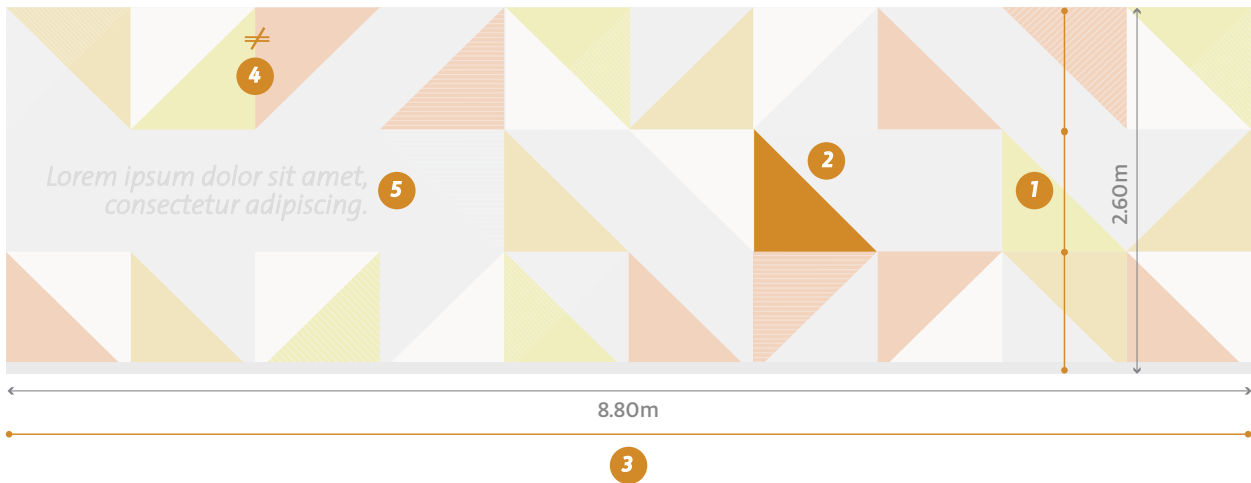 ≠
4
2
Lorem ipsum dolor sit amet,
consectetur adipiscing.
5
1
2.60m
8.80m
3